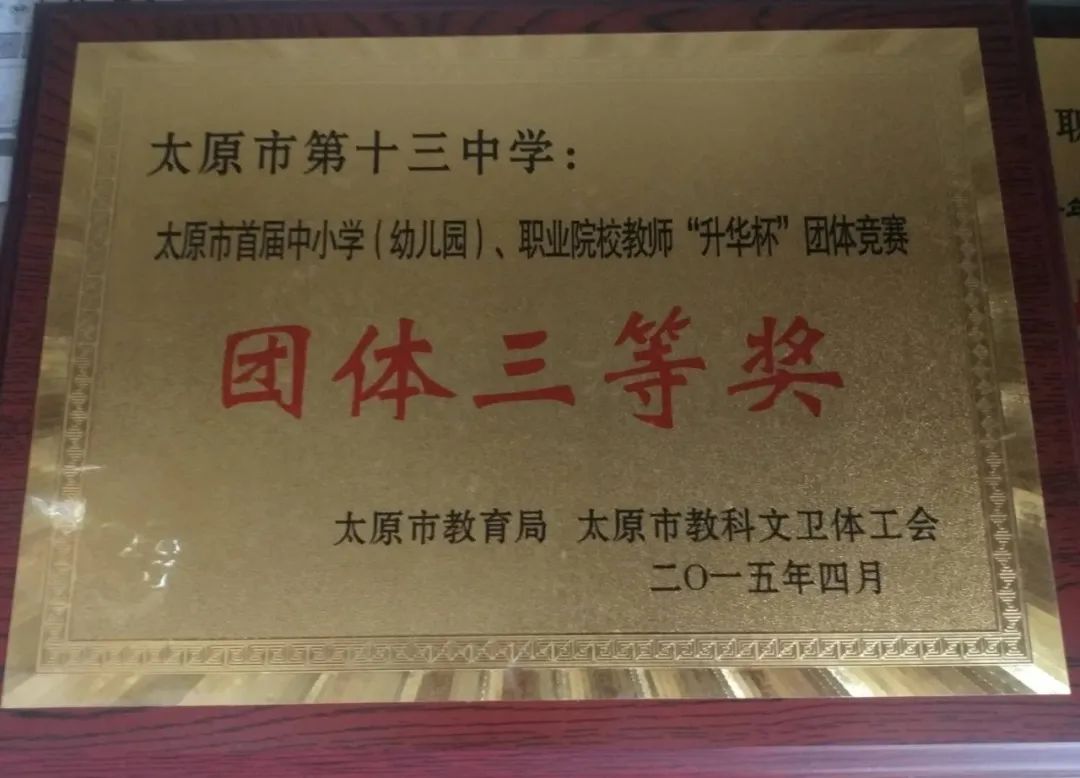 太原市第十三中学：
太原市首届中小学（幼儿园）、职业院校教师“升华杯”团体竞赛
团体三等奖
太原市教育局 太原市教科文卫体工会
二〇一五年四月
职
年